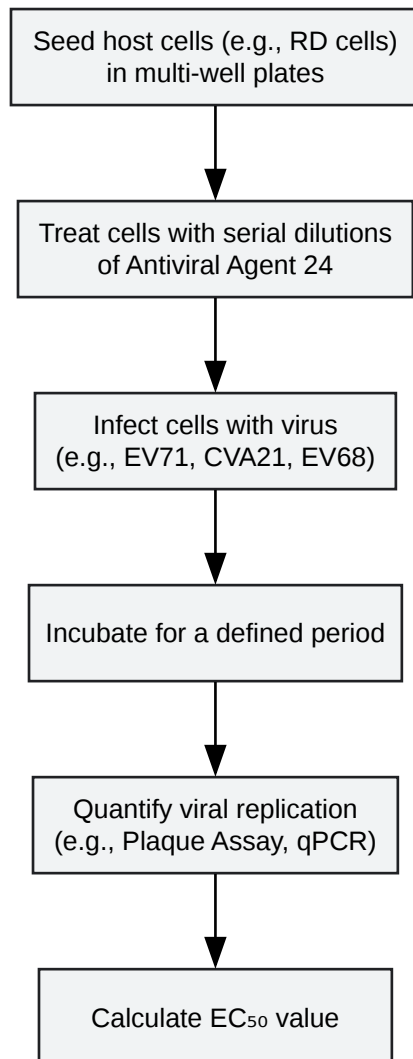 Seed host cells (e.g., RD cells)
in multi-well plates
Treat cells with serial dilutions
of Antiviral Agent 24
Infect cells with virus
(e.g., EV71, CVA21, EV68)
Incubate for a defined period
Quantify viral replication
(e.g., Plaque Assay, qPCR)
Calculate EC₅₀ value